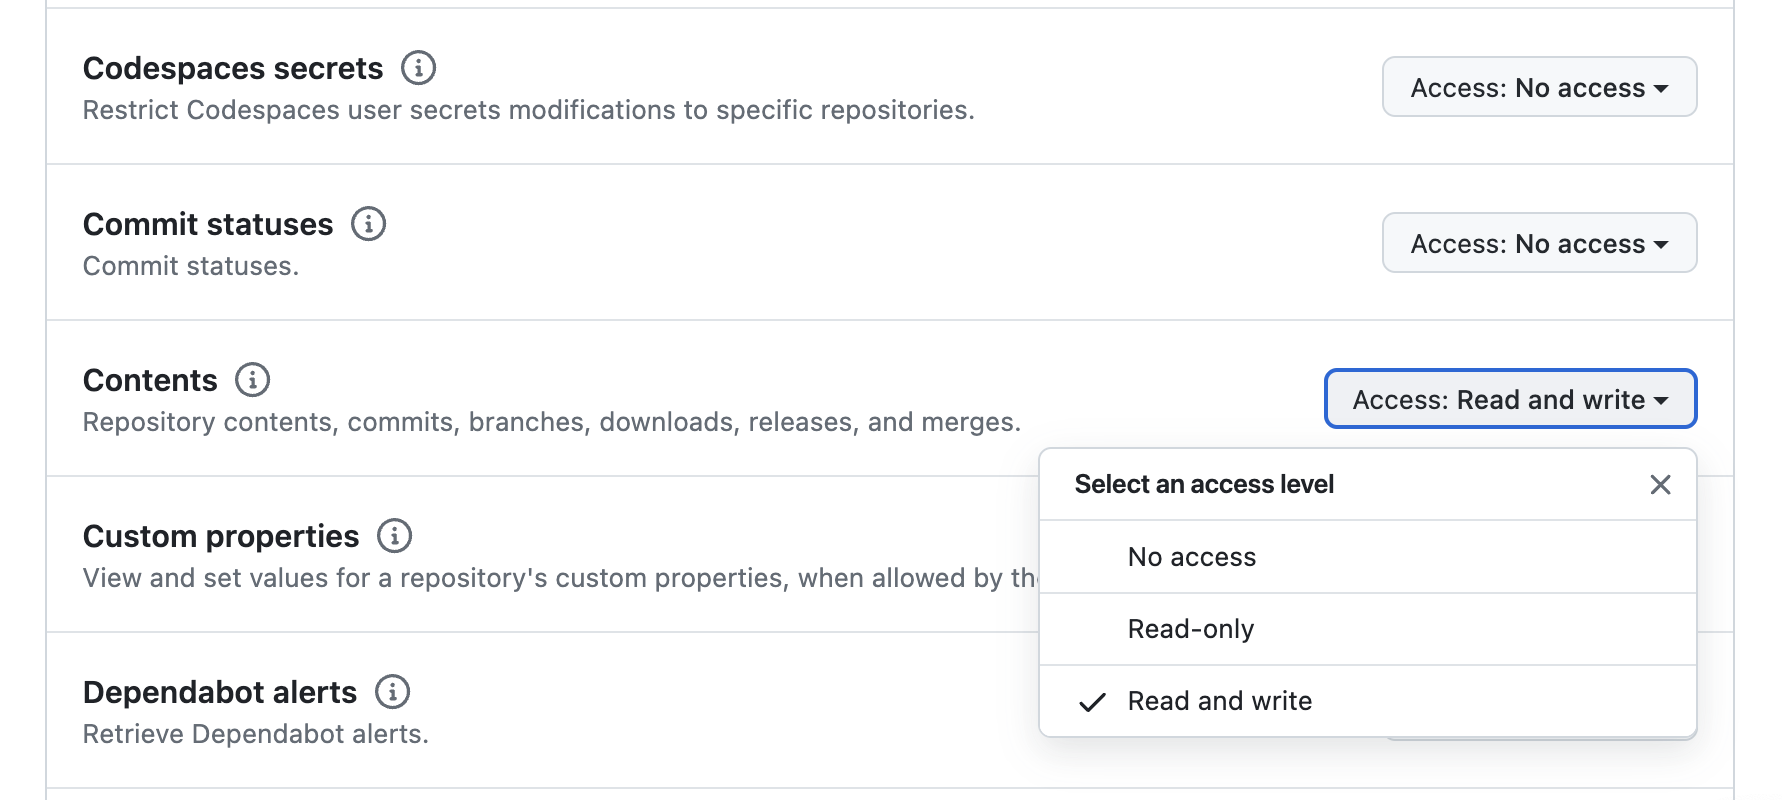 Codespaces secrets
Access: No access
Restrict Codespaces user secrets modifications to specific repositories.
Commit statuses
Access: No access
Commit statuses.
Contents
Access: Read and write
Repository contents, commits, branches, downloads, releases, and merges.
Select an access level
No access
Custom properties
View and set values for a repository's custom properties, when allowed by
Read-only
Dependabot alerts
Read and write
Retrieve Dependabot alerts.